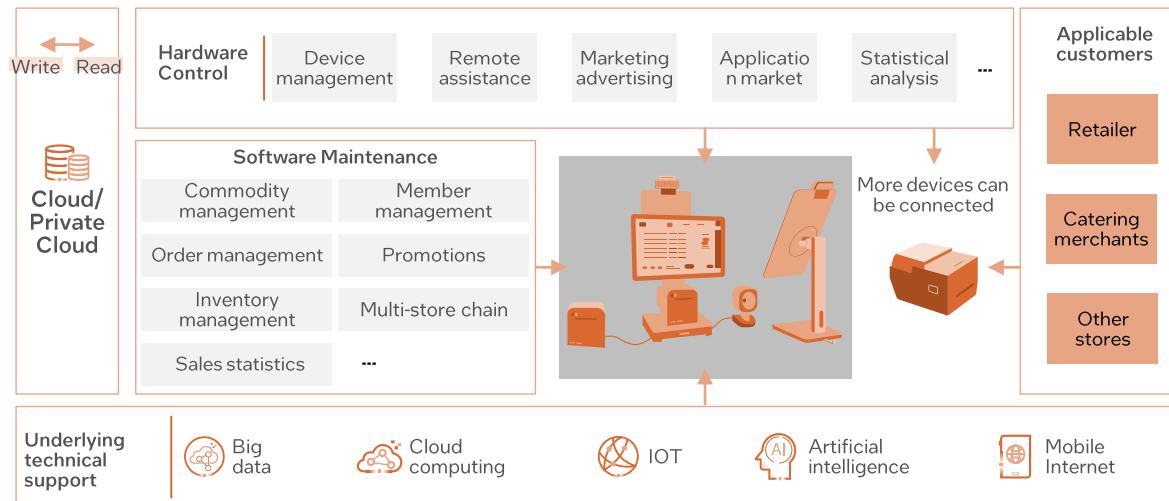 Write Read
Cloud/
Private
Cloud
Hardware
Control
Device
management
Remote
assistance
Marketing
advertising
Applicatio
n market
Statistical
analysis
...
Software Maintenance
Commodity
management
Member
management
Order management
Promotions
Inventory
management
Multi-store chain
Sales statistics
...
More devices can
be connected
Applicable
customers
Retailer
Catering
merchants
Other
stores
Underlying
technical
support
Big
data
Cloud
computing
IOT
AI
Artificial
intelligence
Mobile
Internet